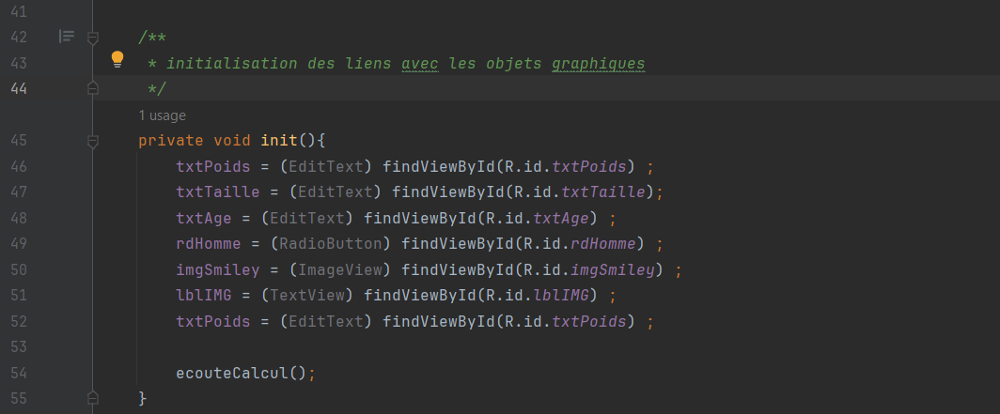 41
42 /**
43 * initialisation des liens avec les objets graphiques
44 */
1 usage
45 private void init(){
46 txtPoids = (EditText) findViewById(R.id.txtPoids) ;
47 txtTaille = (EditText) findViewById(R.id.txtTaille);
48 txtAge = (EditText) findViewById(R.id.txtAge) ;
49 rdHomme = (RadioButton) findViewById(R.id.rdHomme) ;
50 imgSmiley = (ImageView) findViewById(R.id.imgSmiley) ;
51 lblIMG = (TextView) findViewById(R.id.lblIMG) ;
52 txtPoids = (EditText) findViewById(R.id.txtPoids) ;
53
54 ecouteCalcul();
55 }